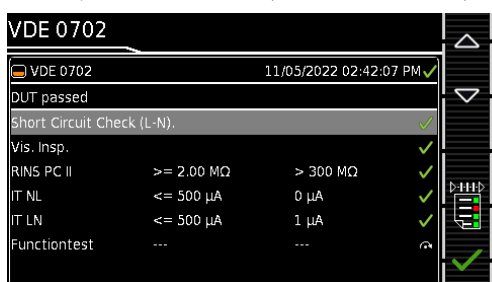 VDE 0702
VDE 0702 11/05/2022 02:42:07 PM
DUT passed
Short Circuit Check (L-N).
Vis. Insp.
RINS PC II >= 2.00 MΩ > 300 MΩ
IT NL <= 500 µA 0 µA
IT LN <= 500 µA 1 µA
Functiontest --- ---